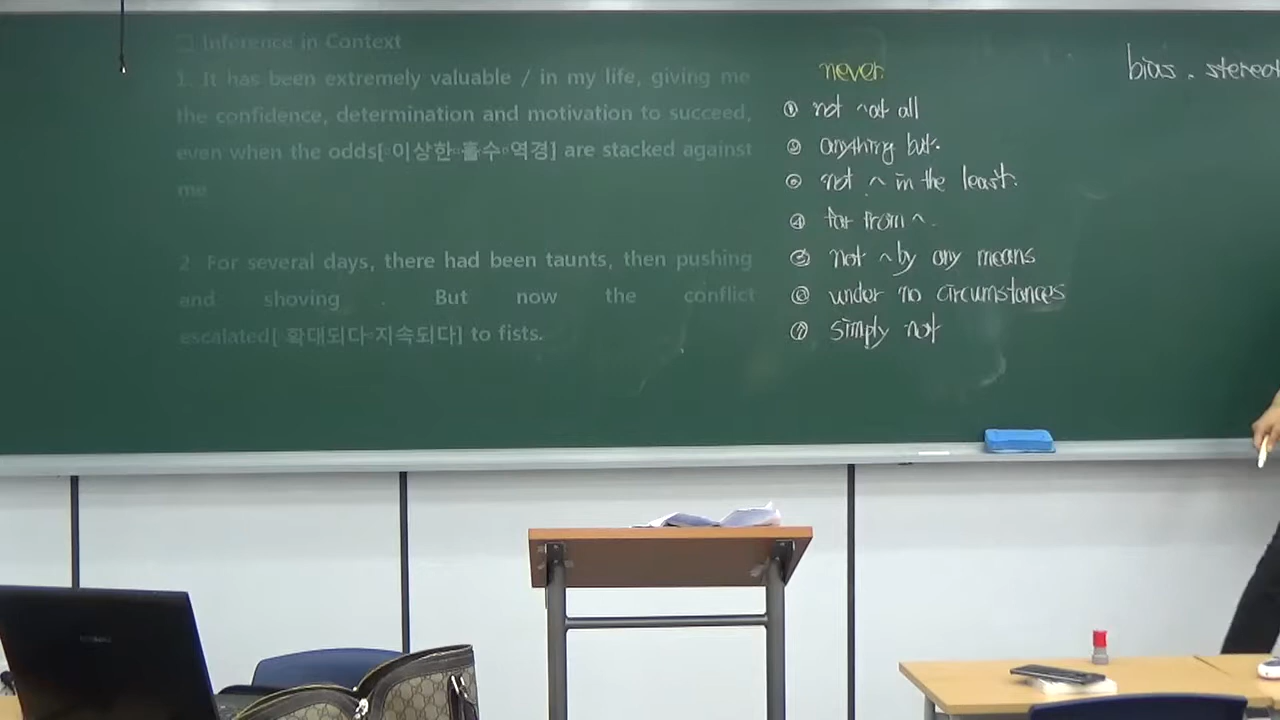 ❑ Inference in Context
1. It has been extremely valuable / in my life, giving me
the confidence, determination and motivation to succeed,
even when the odds[ 이상한·홀수·역경] are stacked against
me
2. For several days, there had been taunts, then pushing
and shoving . But now the conflict
escalated[ 확대되다·지속되다] to fists.
never
① not ~at all
② anything but
③ not ~ in the least.
④ far from ~.
⑤ not ~by any means
⑥ under no circumstances
⑦ simply not
bias . stereot